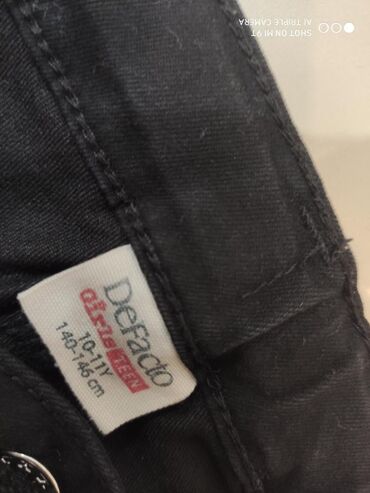 DeFacto
Girls TEEN
10-11Y
140-146 cm
SHOT ON MI 9T
AI TRIPLE CAMERA